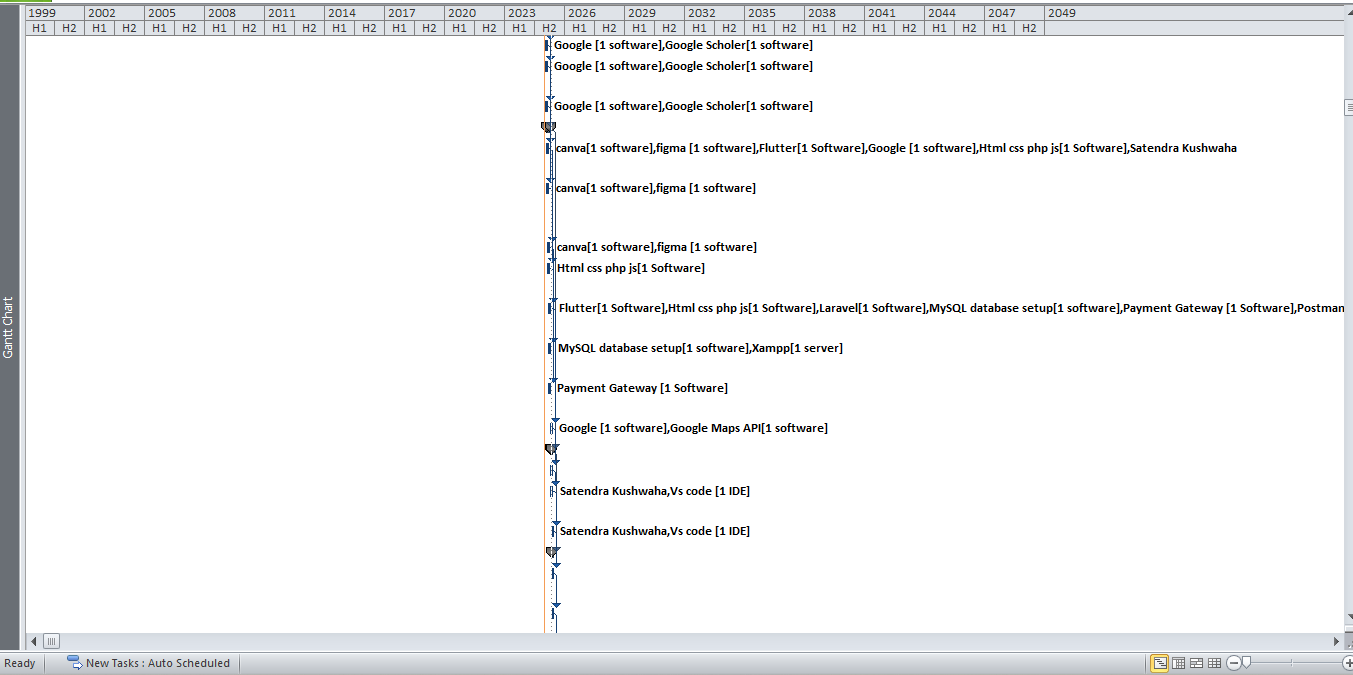 1999 2002 2005 2008 2011 2014 2017 2020 2023 2026 2029 2032 2035 2038 2041 2044 2047 2049
H1 H2 H1 H2 H1 H2 H1 H2 H1 H2 H1 H2 H1 H2 H1 H2 H1 H2 H1 H2 H1 H2 H1 H2 H1 H2 H1 H2 H1 H2 H1 H2 H1 H2
Google [1 software],Google Scholer[1 software]
Google [1 software],Google Scholer[1 software]
Google [1 software],Google Scholer[1 software]
canva[1 software],figma [1 software],Flutter[1 Software],Google [1 software],Html css php js[1 Software],Satendra Kushwaha
canva[1 software],figma [1 software]
canva[1 software],figma [1 software]
Html css php js[1 Software]
Flutter[1 Software],Html css php js[1 Software],Laravel[1 Software],MySQL database setup[1 software],Payment Gateway [1 Software],Postman
MySQL database setup[1 software],Xampp[1 server]
Payment Gateway [1 Software]
Google [1 software],Google Maps API[1 software]
Satendra Kushwaha,Vs code [1 IDE]
Satendra Kushwaha,Vs code [1 IDE]
Gantt Chart
Ready New Tasks : Auto Scheduled